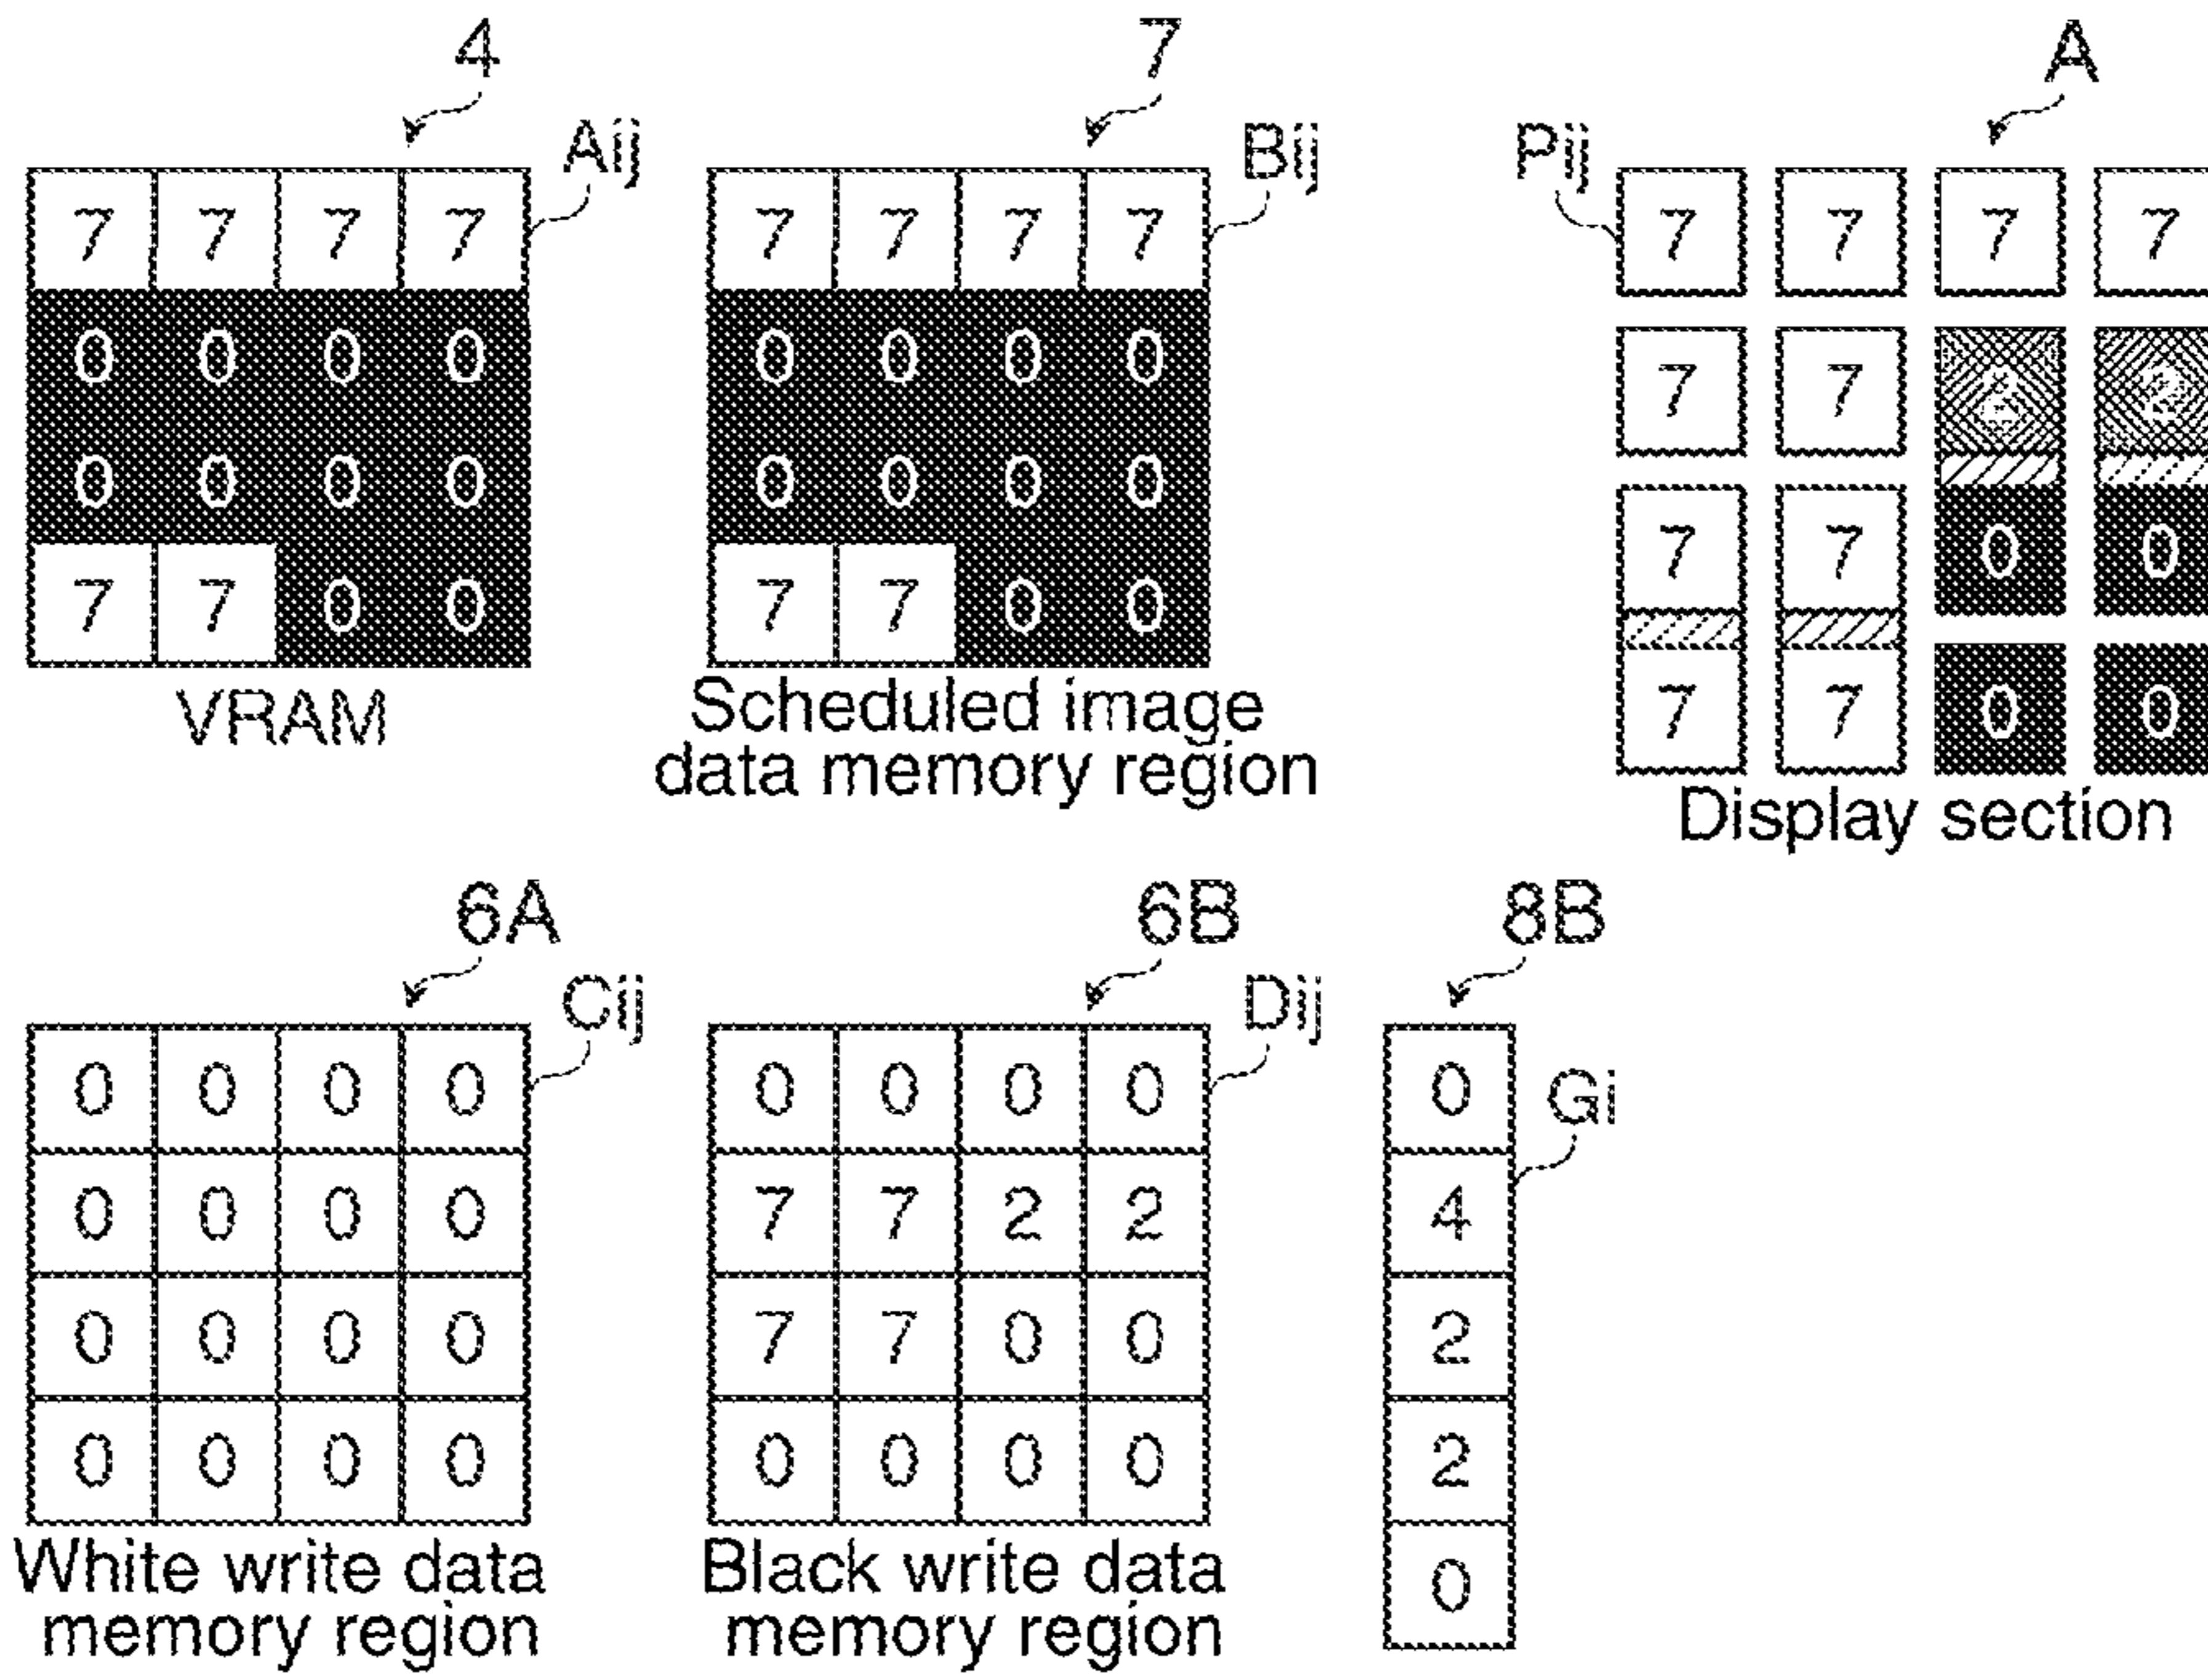 4
7
A
Aij
Bij
Pij
7 7 7 7
7 7 7 7
7 7 7 7
0 0 0 0
0 0 0 0
7 7 2 2
0 0 0 0
0 0 0 0
7 7 0 0
7 7 0 0
7 7 0 0
7 7 0 0
VRAM
Scheduled image
data memory region
Display section
6A
6B
8B
Cij
Dij
Gi
0 0 0 0
0 0 0 0
0
0 0 0 0
7 7 2 2
4
0 0 0 0
7 7 0 0
2
0 0 0 0
0 0 0 0
2
0
White write data
memory region
Black write data
memory region